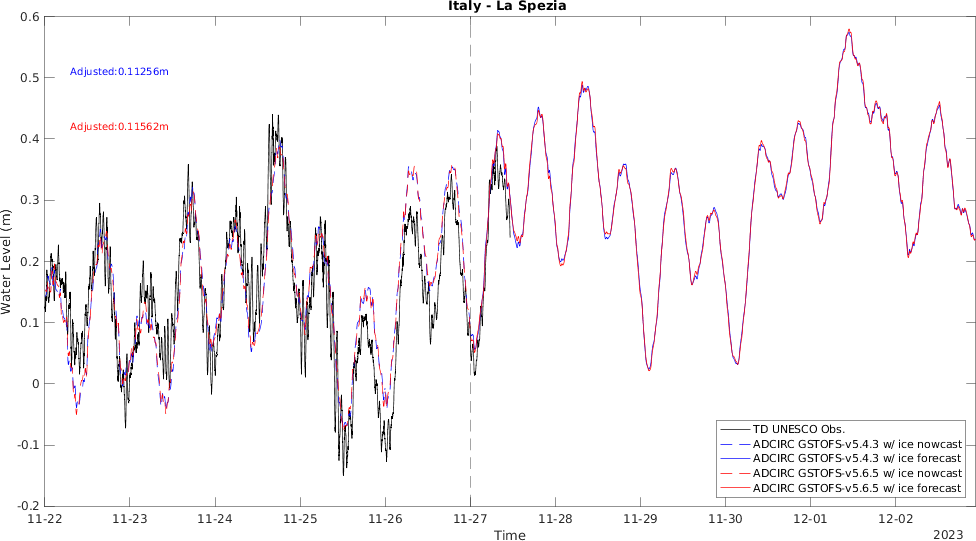 Italy - La Spezia
0.6
0.5
0.4
0.3
0.2
0.1
0
-0.1
-0.2
Water Level (m)
Adjusted:0.11256m
Adjusted:0.11562m
TD UNESCO Obs.
ADCIRC GSTOFS-v5.4.3 w/ ice nowcast
ADCIRC GSTOFS-v5.4.3 w/ ice forecast
ADCIRC GSTOFS-v5.6.5 w/ ice nowcast
ADCIRC GSTOFS-v5.6.5 w/ ice forecast
11-22 11-23 11-24 11-25 11-26 11-27 11-28 11-29 11-30 12-01 12-02
Time
2023